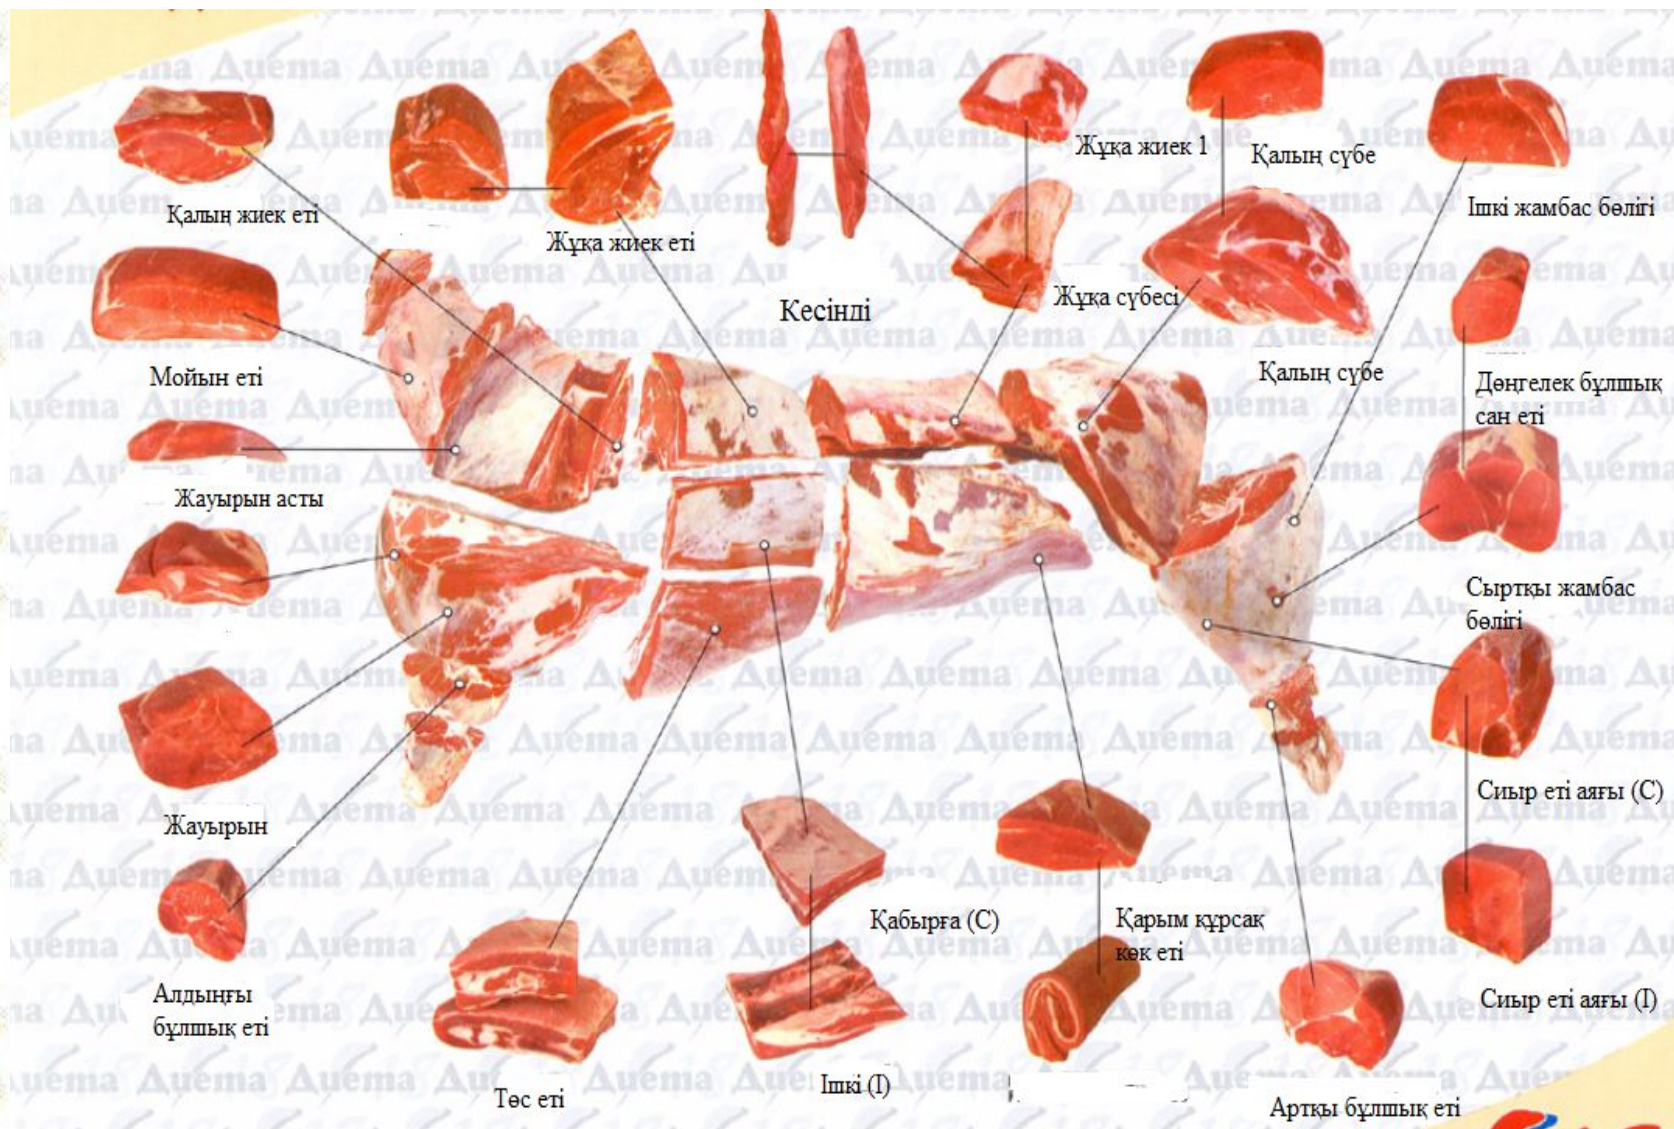 Қалың жиек еті
Жұқа жиек еті
Жұқа жиек 1
Қалың сүбе
Ішкі жамбас бөлігі
Кесінді
Жұқа сүбесі
Мойын еті
Қалың сүбе
Дөңгелек бұлшық
сан еті
Жауырын асты
Сыртқы жамбас
бөлігі
Жауырын
Сиыр еті аяғы (С)
Қабырға (С)
Қарым құрсақ
көк еті
Алдыңғы
бұлшық еті
Сиыр еті аяғы (І)
Төс еті
Ішкі (І)
Артқы бұлшық еті
Диета